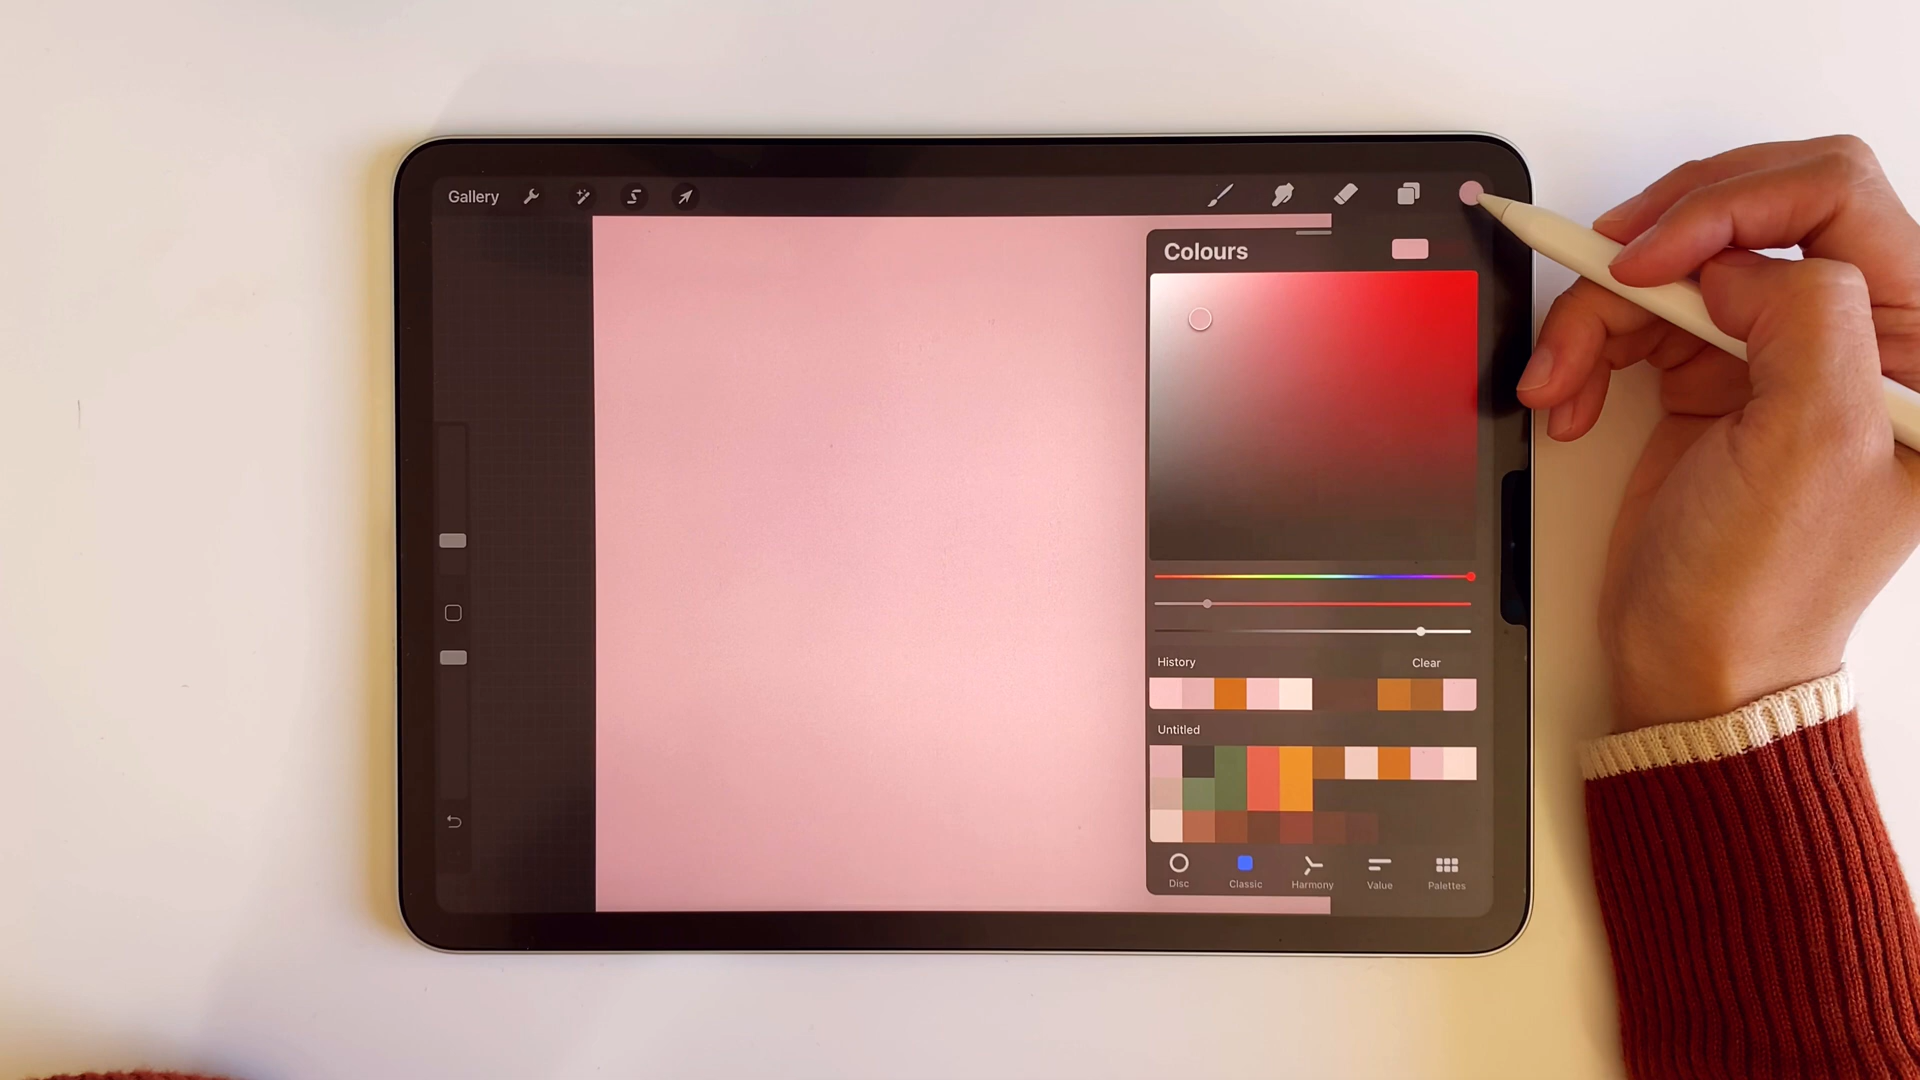 Gallery
Colours
History Clear
Untitled
Disc Classic Harmony Value Palettes